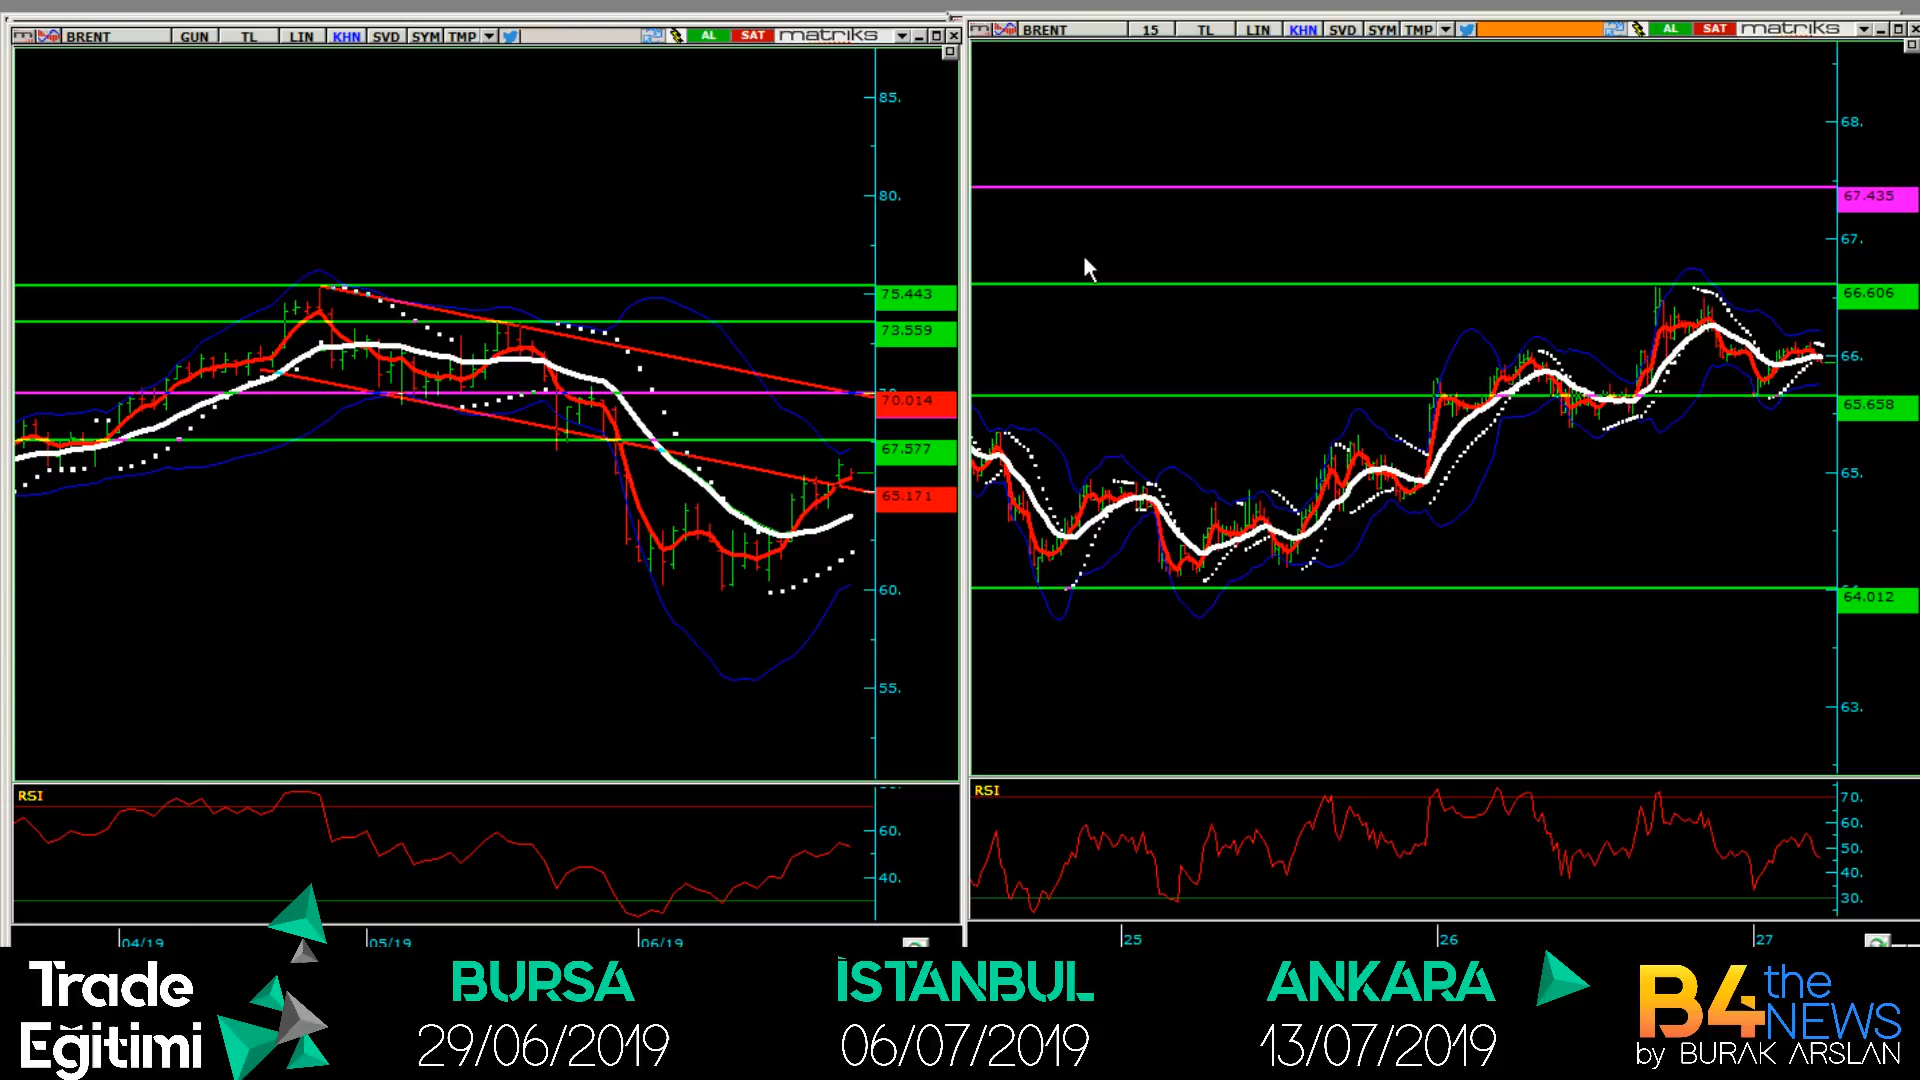 BRENT GUN TL LIN KHN SVD SYM TMP AL SAT matriks
85.
80.
75.443
73.559
70.014
67.577
65.171
60.
55.
RSI
60.
40.
04/19 05/19 06/19
BRENT 15 TL LIN KHN SVD SYM TMP AL SAT matriks
68.
67.435
67.
66.606
66.
65.658
65.
64.012
63.
RSI
70.
60.
50.
40.
30.
25 26 27
Trade
Eğitimi
BURSA
29/06/2019
İSTANBUL
06/07/2019
ANKARA
13/07/2019
B4 the
NEWS
by BURAK ARSLAN